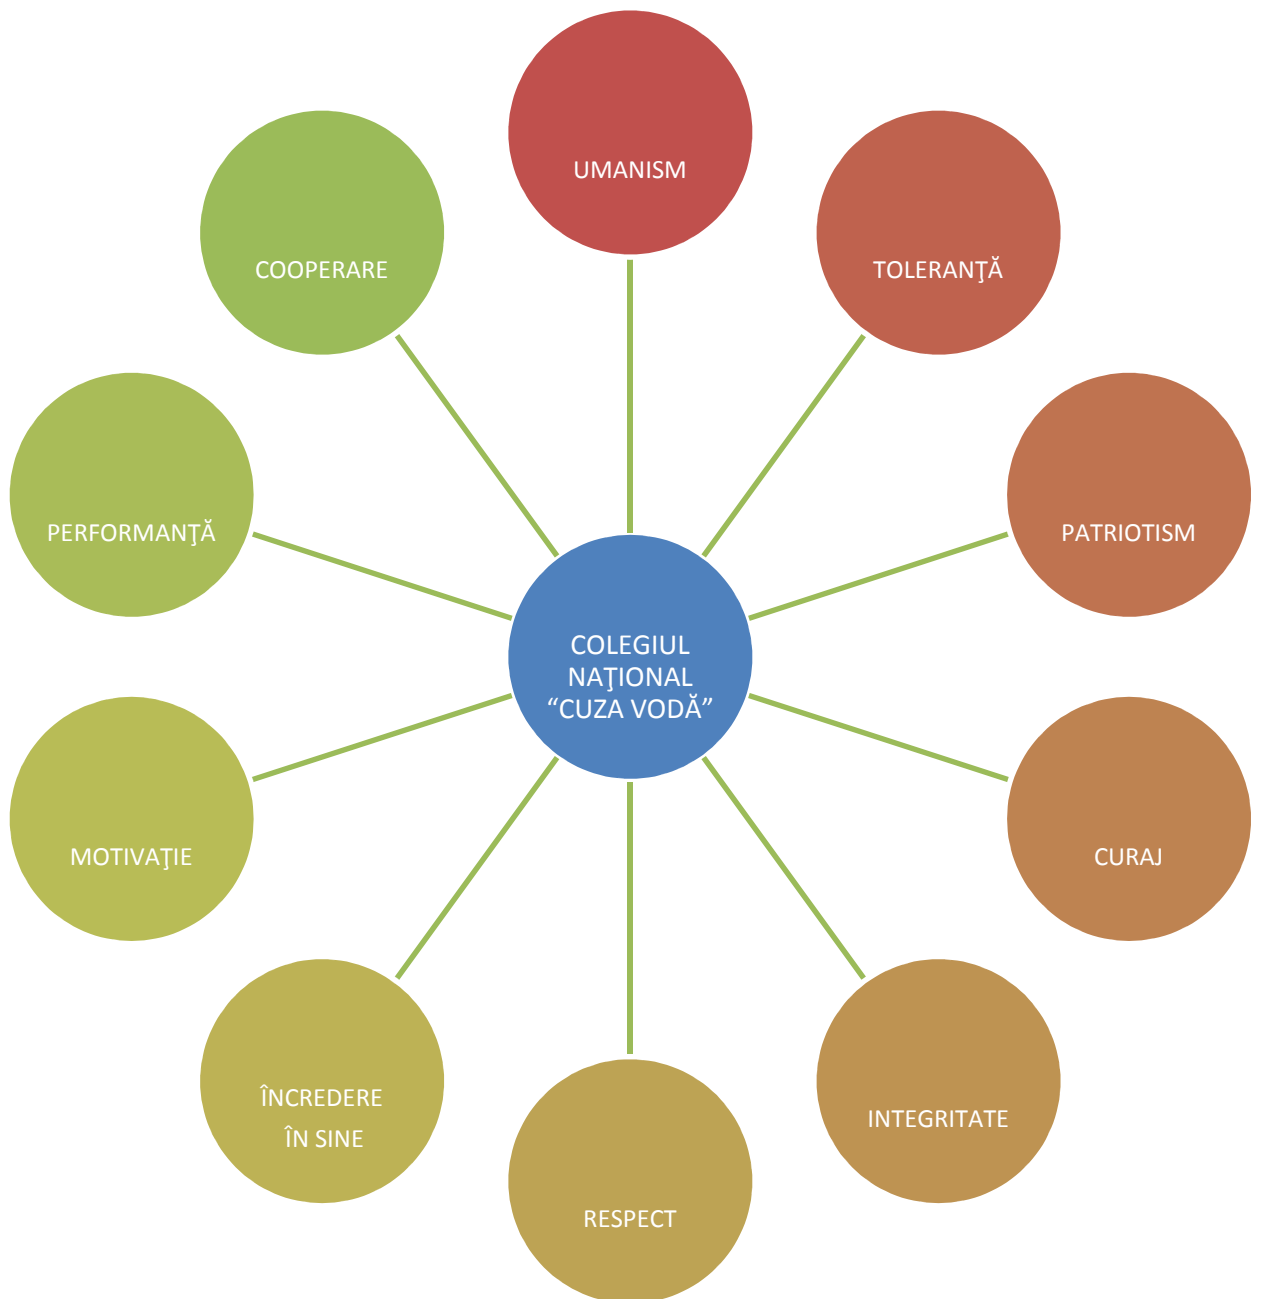 UMANISM
COOPERARE
TOLERANŢĂ
PERFORMANŢĂ
PATRIOTISM
COLEGIUL
NAŢIONAL
“CUZA VODĂ”
MOTIVAŢIE
CURAJ
ÎNCREDERE
ÎN SINE
INTEGRITATE
RESPECT